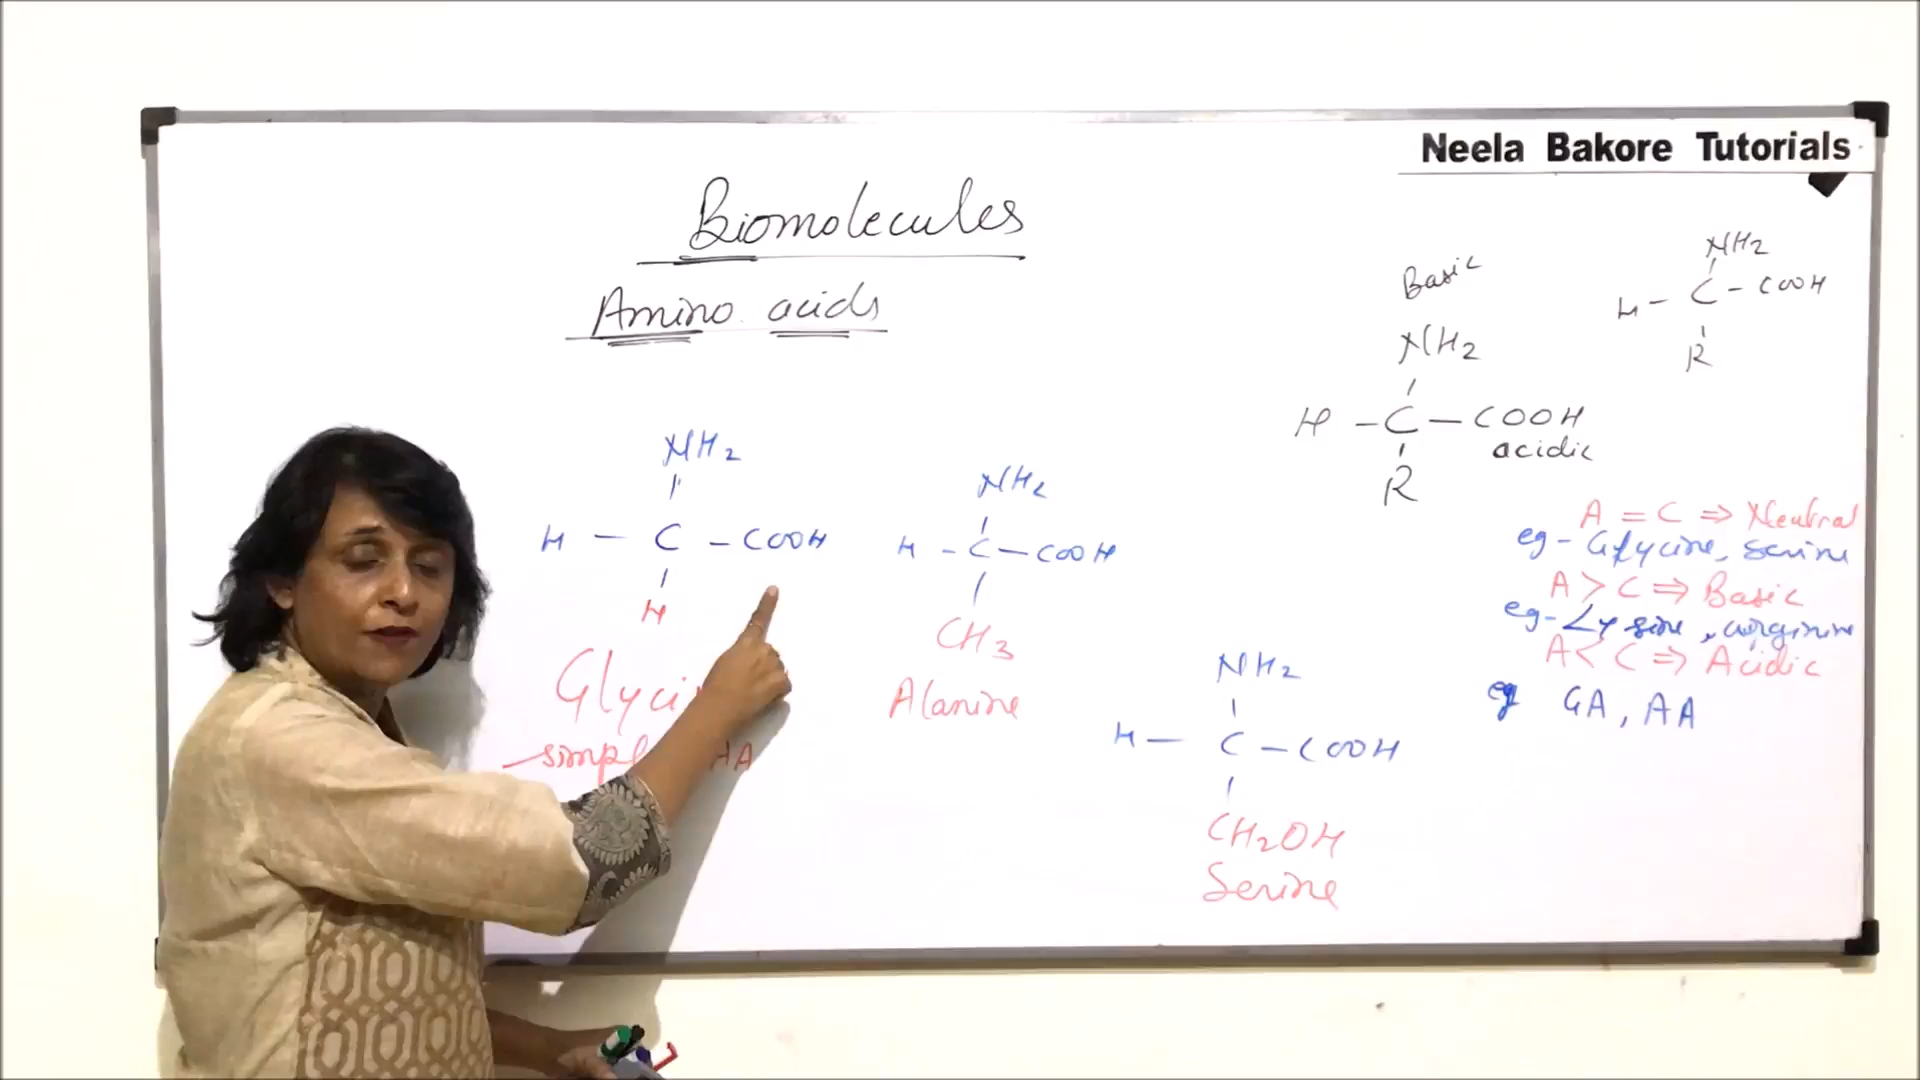 Neela Bakore Tutorials
Biomolecules
Amino acids
NH2
H - C - COOH
H
Glyci
simpl
NH2
H - C - COOH
CH3
Alanine
NH2
H - C - COOH
CH2OH
Serine
Basic
NH2
H - C - COOH
acidic
R
NH2
H - C - COOH
R
A = C ⇒ Neutral
eg - Glycine, Serine
A > C ⇒ Basic
eg - Lysine, arginine
A < C ⇒ Acidic
eg GA, AA